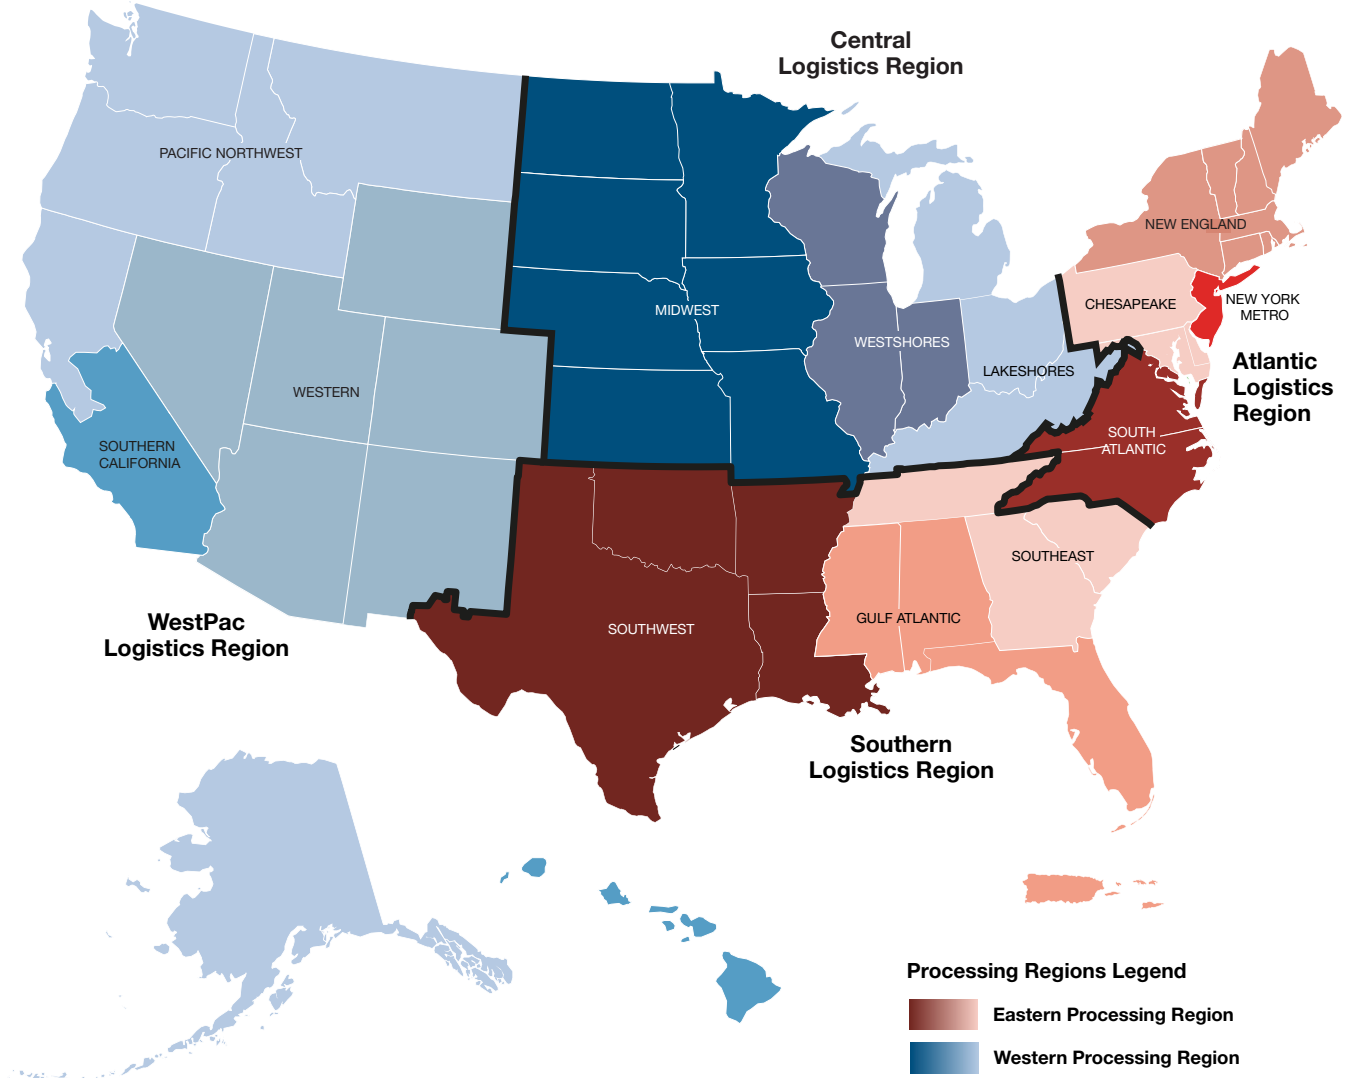 Central
Logistics Region
PACIFIC NORTHWEST
NEW ENGLAND
CHESAPEAKE
NEW YORK
METRO
MIDWEST
WESTSHORES
LAKESHORES
Atlantic
Logistics
Region
WESTERN
SOUTHERN
CALIFORNIA
SOUTH
ATLANTIC
SOUTHEAST
GULF ATLANTIC
SOUTHWEST
WestPac
Logistics Region
Southern
Logistics Region
Processing Regions Legend
Eastern Processing Region
Western Processing Region